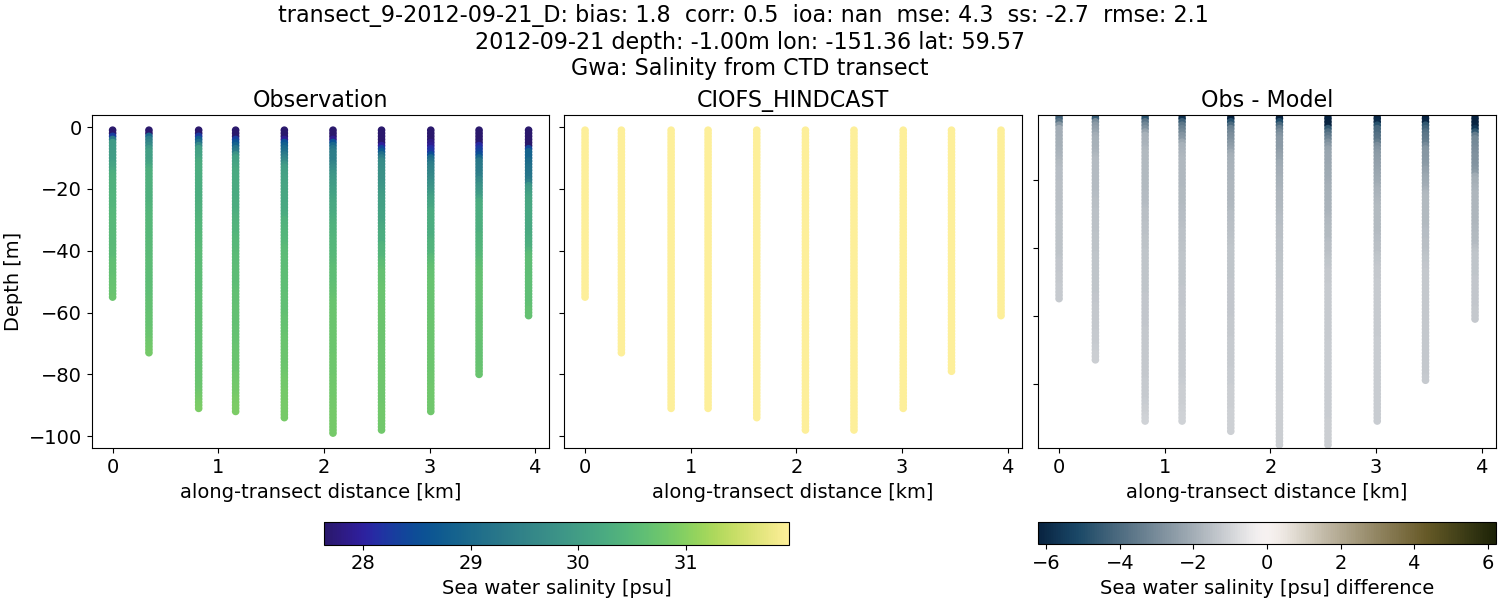 transect_9-2012-09-21_D: bias: 1.8  corr: 0.5  ioa: nan  mse: 4.3  ss: -2.7  rmse: 2.1
2012-09-21 depth: -1.00m lon: -151.36 lat: 59.57
Gwa: Salinity from CTD transect
Observation
CIOFS_HINDCAST
Obs - Model
Depth [m]
0
−20
−40
−60
−80
−100
0 1 2 3 4
0 1 2 3 4
0 1 2 3 4
along-transect distance [km]
along-transect distance [km]
along-transect distance [km]
28 29 30 31
Sea water salinity [psu]
−6 −4 −2 0 2 4 6
Sea water salinity [psu] difference